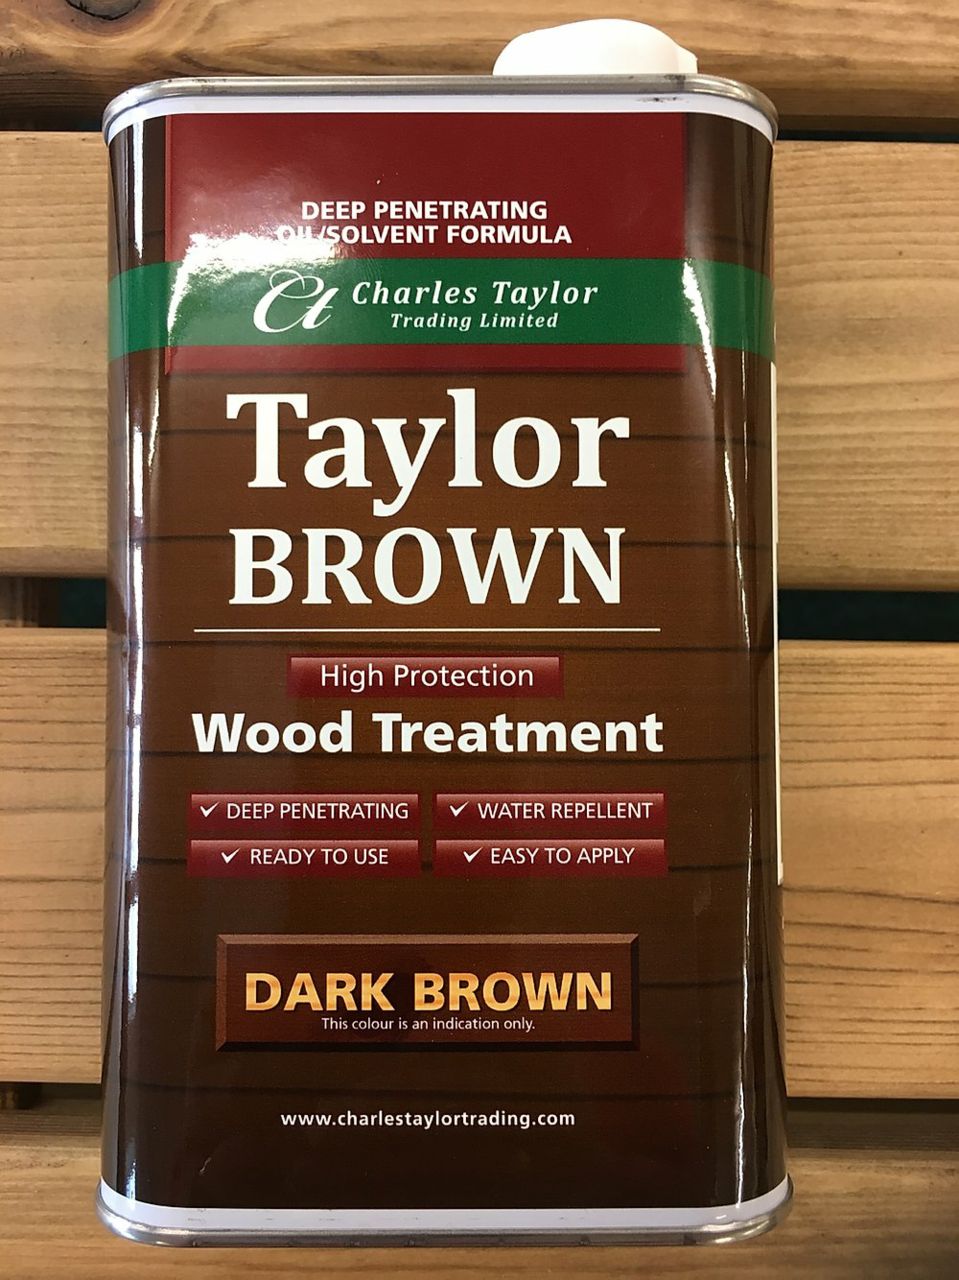 DEEP PENETRATING
OIL/SOLVENT FORMULA
Ct Charles Taylor
Trading Limited
Taylor
BROWN
High Protection
Wood Treatment
✓ DEEP PENETRATING ✓ WATER REPELLENT
✓ READY TO USE ✓ EASY TO APPLY
DARK BROWN
This colour is an indication only.
www.charlestaylortrading.com